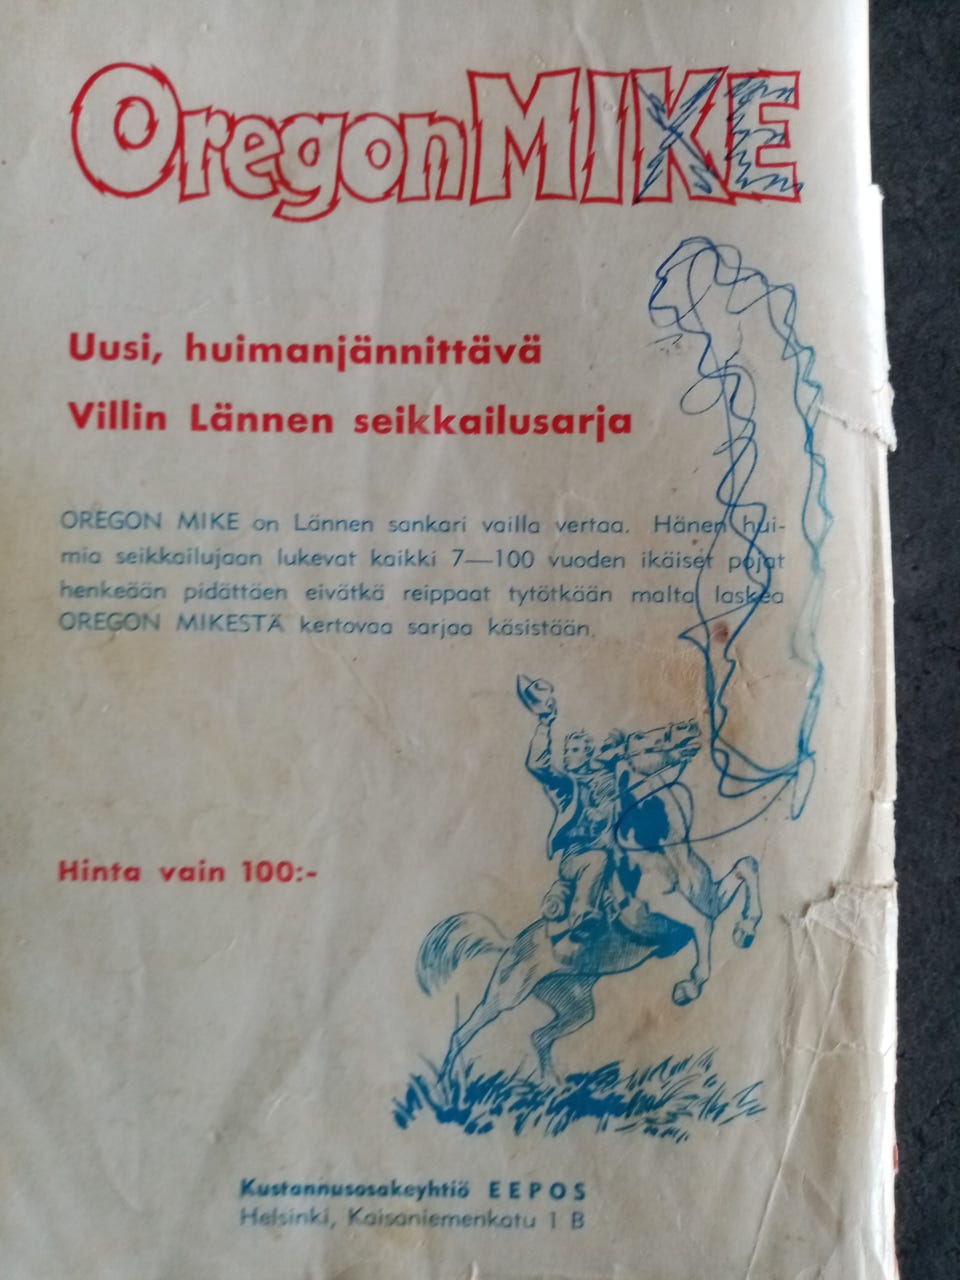 Oregon MIKE
Uusi, huimanjännittävä
Villin Lännen seikkailusarja
OREGON MIKE on Lännen sankari vailla vertaa. Hänen hui-
mia seikkailujaan lukevat kaikki 7—100 vuoden ikäiset pojat
henkeään pidättäen eivätkä reippaat tytötkään malta laskea
OREGON MIKESTÄ kertovaa sarjaa käsistään.
Hinta vain 100:-
Kustannusosakeyhtiö EEPOS
Helsinki, Kaisaniemenkatu 1 B